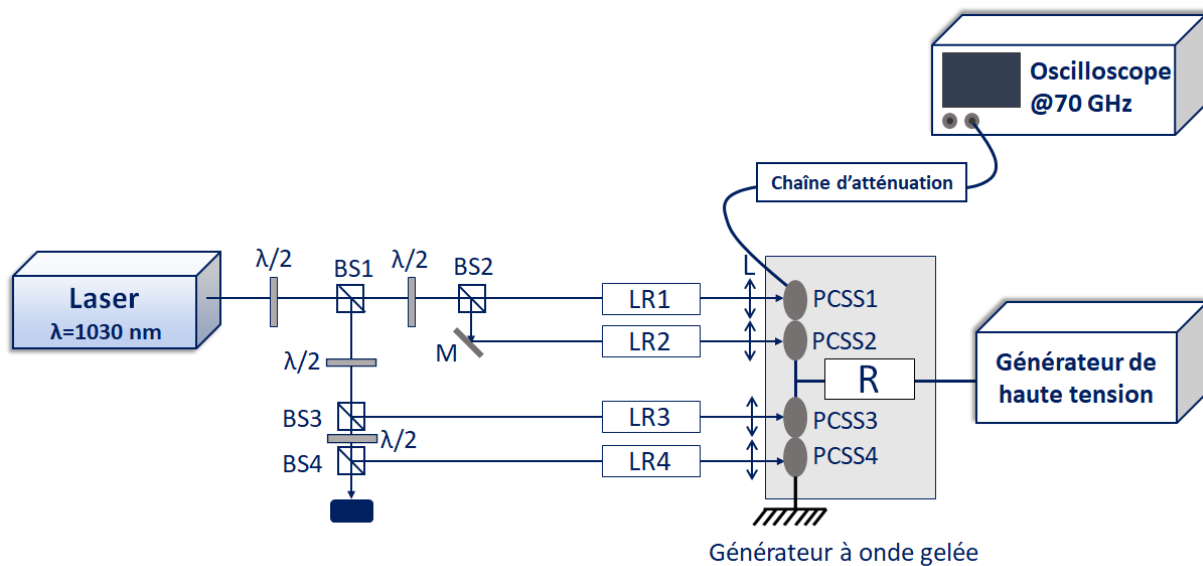 Oscilloscope
@70 GHz
Chaîne d’atténuation
Laser
λ=1030 nm
λ/2
BS1
λ/2
BS2
LR1
L
PCSS1
M
LR2
PCSS2
λ/2
R
Générateur de
haute tension
BS3
LR3
PCSS3
λ/2
BS4
LR4
PCSS4
Générateur à onde gelée